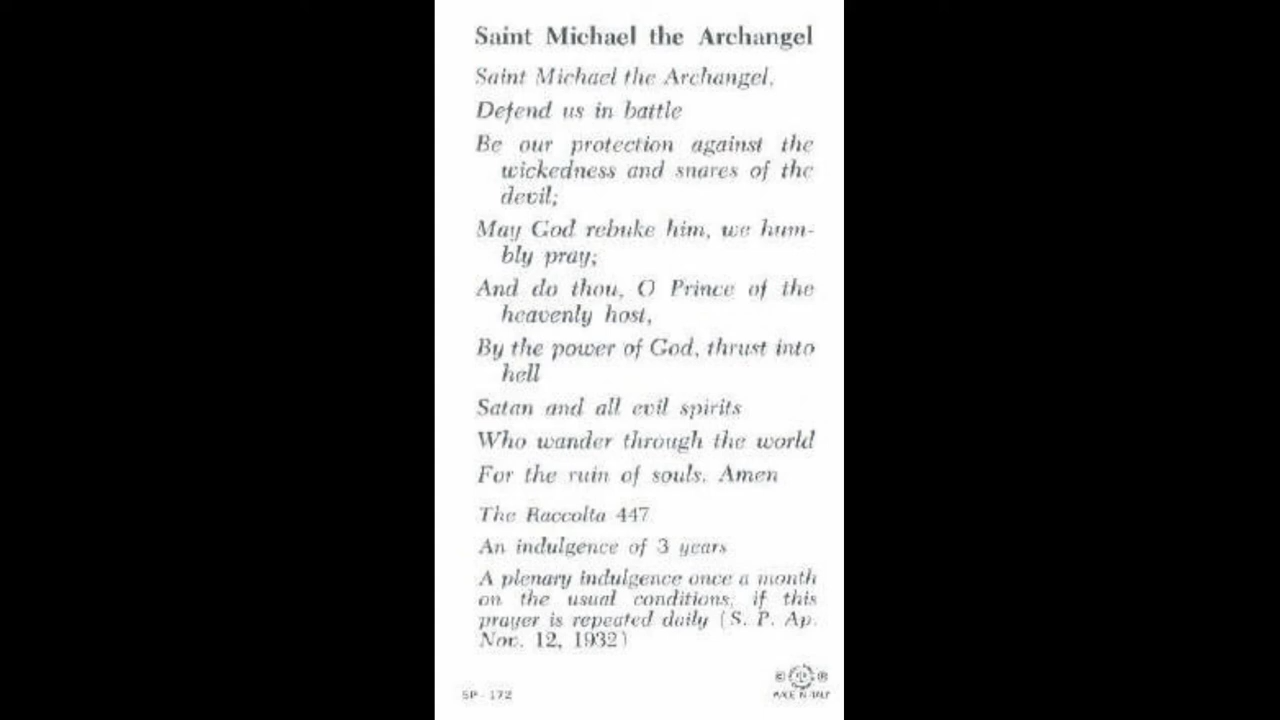 Saint Michael the Archangel
Saint Michael the Archangel,
Defend us in battle
Be our protection against the
wickedness and snares of the
devil;
May God rebuke him, we hum-
bly pray;
And do thou, O Prince of the
heavenly host,
By the power of God, thrust into
hell
Satan and all evil spirits
Who wander through the world
For the ruin of souls. Amen
The Raccolta 447
An indulgence of 3 years
A plenary indulgence once a month
on the usual conditions, if this
prayer is repeated daily (S. P. Ap.
Nov. 12, 1932)
© ®
SP - 172
MADE IN ITALY